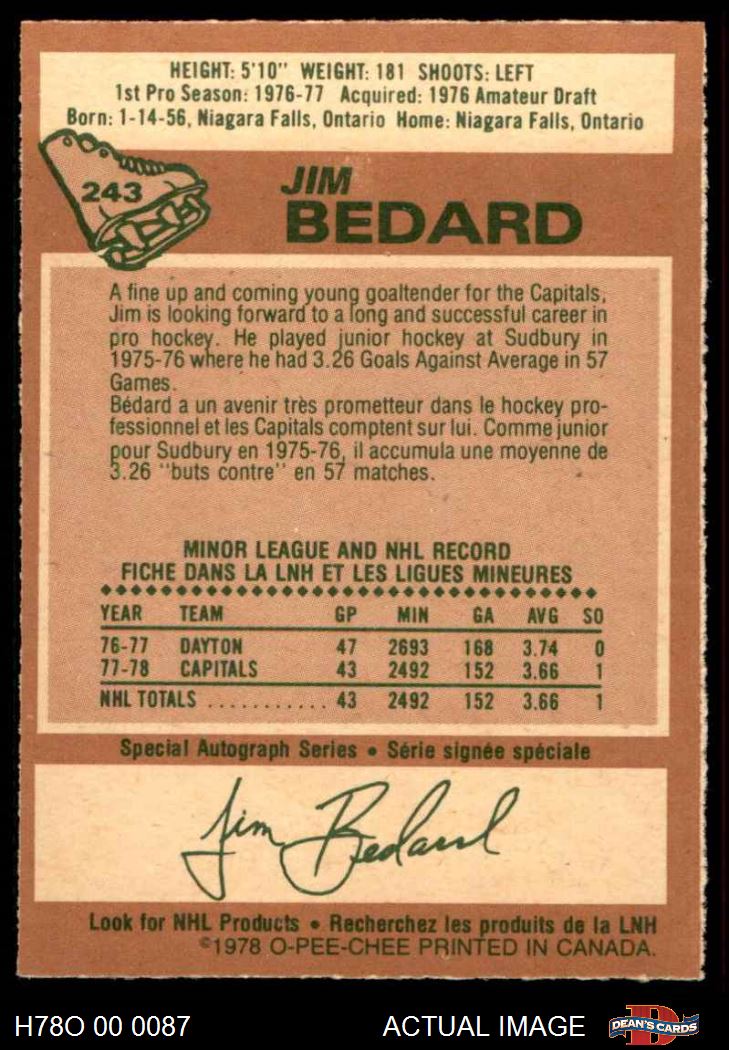 HEIGHT: 5'10" WEIGHT: 181 SHOOTS: LEFT
1st Pro Season: 1976-77 Acquired: 1976 Amateur Draft
Born: 1-14-56, Niagara Falls, Ontario Home: Niagara Falls, Ontario
243
JIM
BEDARD
A fine up and coming young goaltender for the Capitals,
Jim is looking forward to a long and successful career in
pro hockey. He played junior hockey at Sudbury in
1975-76 where he had 3.26 Goals Against Average in 57
Games.
Bédard a un avenir très prometteur dans le hockey pro-
fessionnel et les Capitals comptent sur lui. Comme junior
pour Sudbury en 1975-76, il accumula une moyenne de
3.26 "buts contre" en 57 matches.
MINOR LEAGUE AND NHL RECORD
FICHE DANS LA LNH ET LES LIGUES MINEURES
YEAR TEAM GP MIN GA AVG SO
76-77 DAYTON 47 2693 168 3.74 0
77-78 CAPITALS 43 2492 152 3.66 1
NHL TOTALS ........... 43 2492 152 3.66 1
Special Autograph Series • Série signée spéciale
Jim Bedard
Look for NHL Products • Recherchez les produits de la LNH
©1978 O-PEE-CHEE PRINTED IN CANADA.
H78O 00 0087 ACTUAL IMAGE DEAN'S CARDS